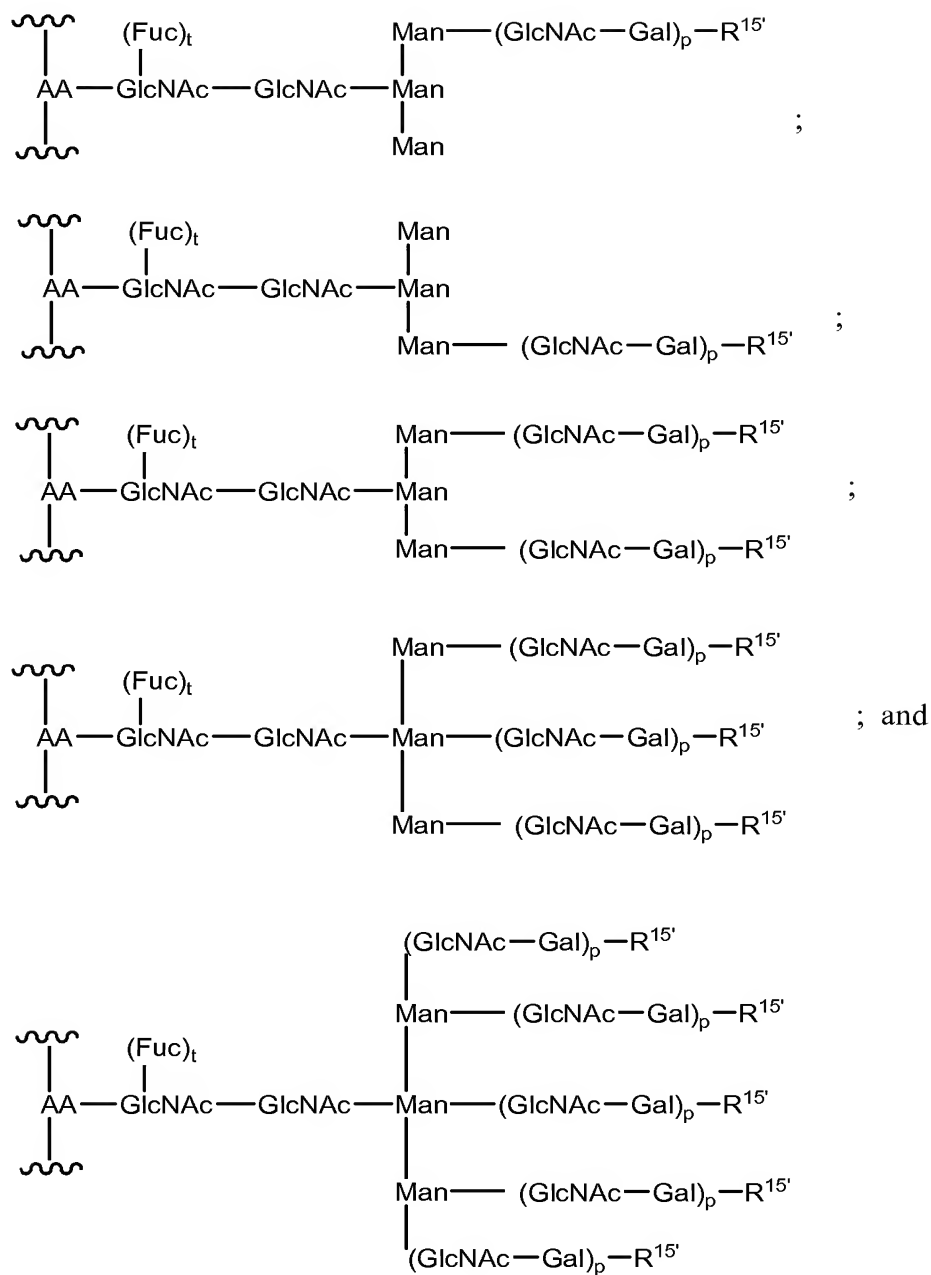 (Fuc)t Man (GlcNAc Gal)p R15'
AA GlcNAc GlcNAc Man
Man ;
(Fuc)t Man
AA GlcNAc GlcNAc Man
Man (GlcNAc Gal)p R15' ;
(Fuc)t Man (GlcNAc Gal)p R15'
AA GlcNAc GlcNAc Man ;
Man (GlcNAc Gal)p R15'
Man (GlcNAc Gal)p R15'
(Fuc)t
AA GlcNAc GlcNAc Man (GlcNAc Gal)p R15' ; and
Man (GlcNAc Gal)p R15'
(GlcNAc Gal)p R15'
Man (GlcNAc Gal)p R15'
(Fuc)t
AA GlcNAc GlcNAc Man (GlcNAc Gal)p R15'
Man (GlcNAc Gal)p R15'
(GlcNAc Gal)p R15'